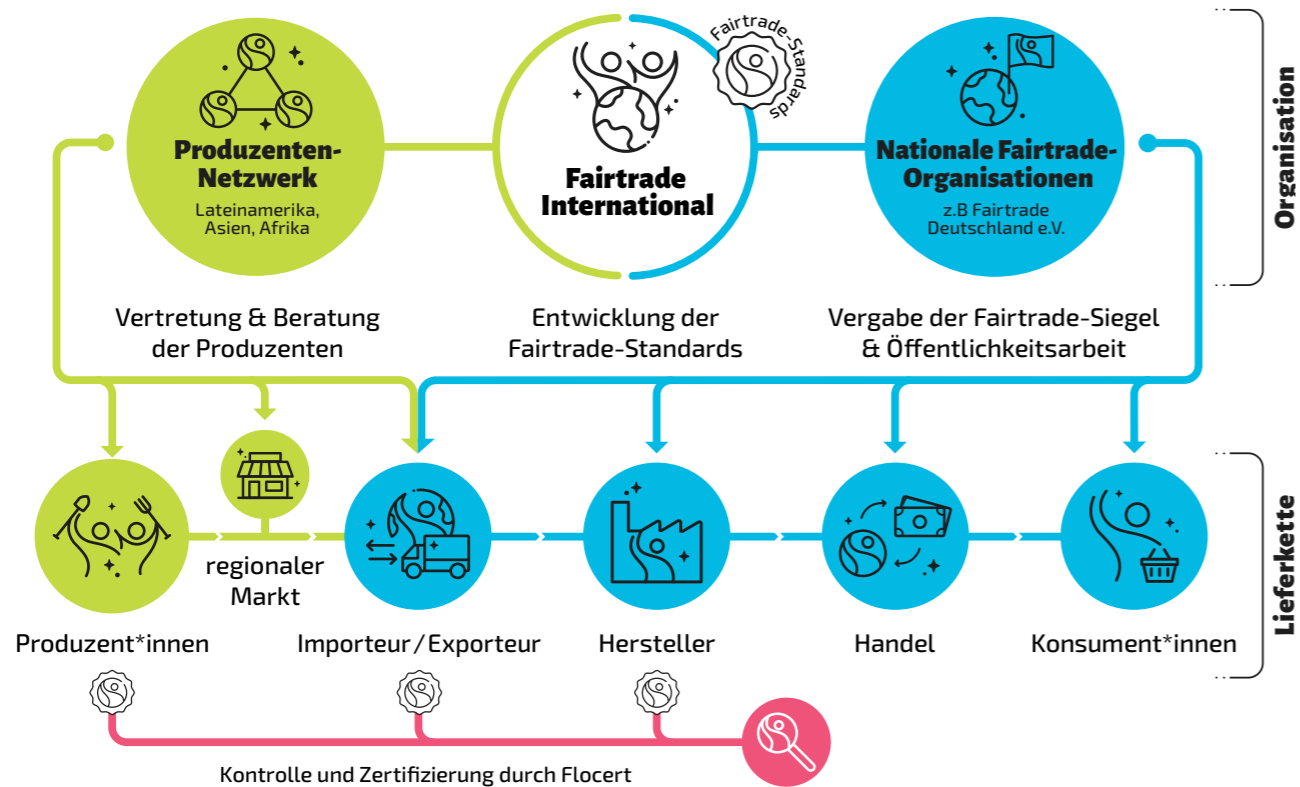 Produzenten-
Netzwerk
Lateinamerika,
Asien, Afrika
Fairtrade
International
Fairtrade-Standards
Nationale Fairtrade-
Organisationen
z.B Fairtrade
Deutschland e.V.
Organisation
Vertretung & Beratung
der Produzenten
Entwicklung der
Fairtrade-Standards
Vergabe der Fairtrade-Siegel
& Öffentlichkeitsarbeit
regionaler
Markt
Lieferkette
Produzent*innen
Importeur/Exporteur
Hersteller
Handel
Konsument*innen
Kontrolle und Zertifizierung durch Flocert